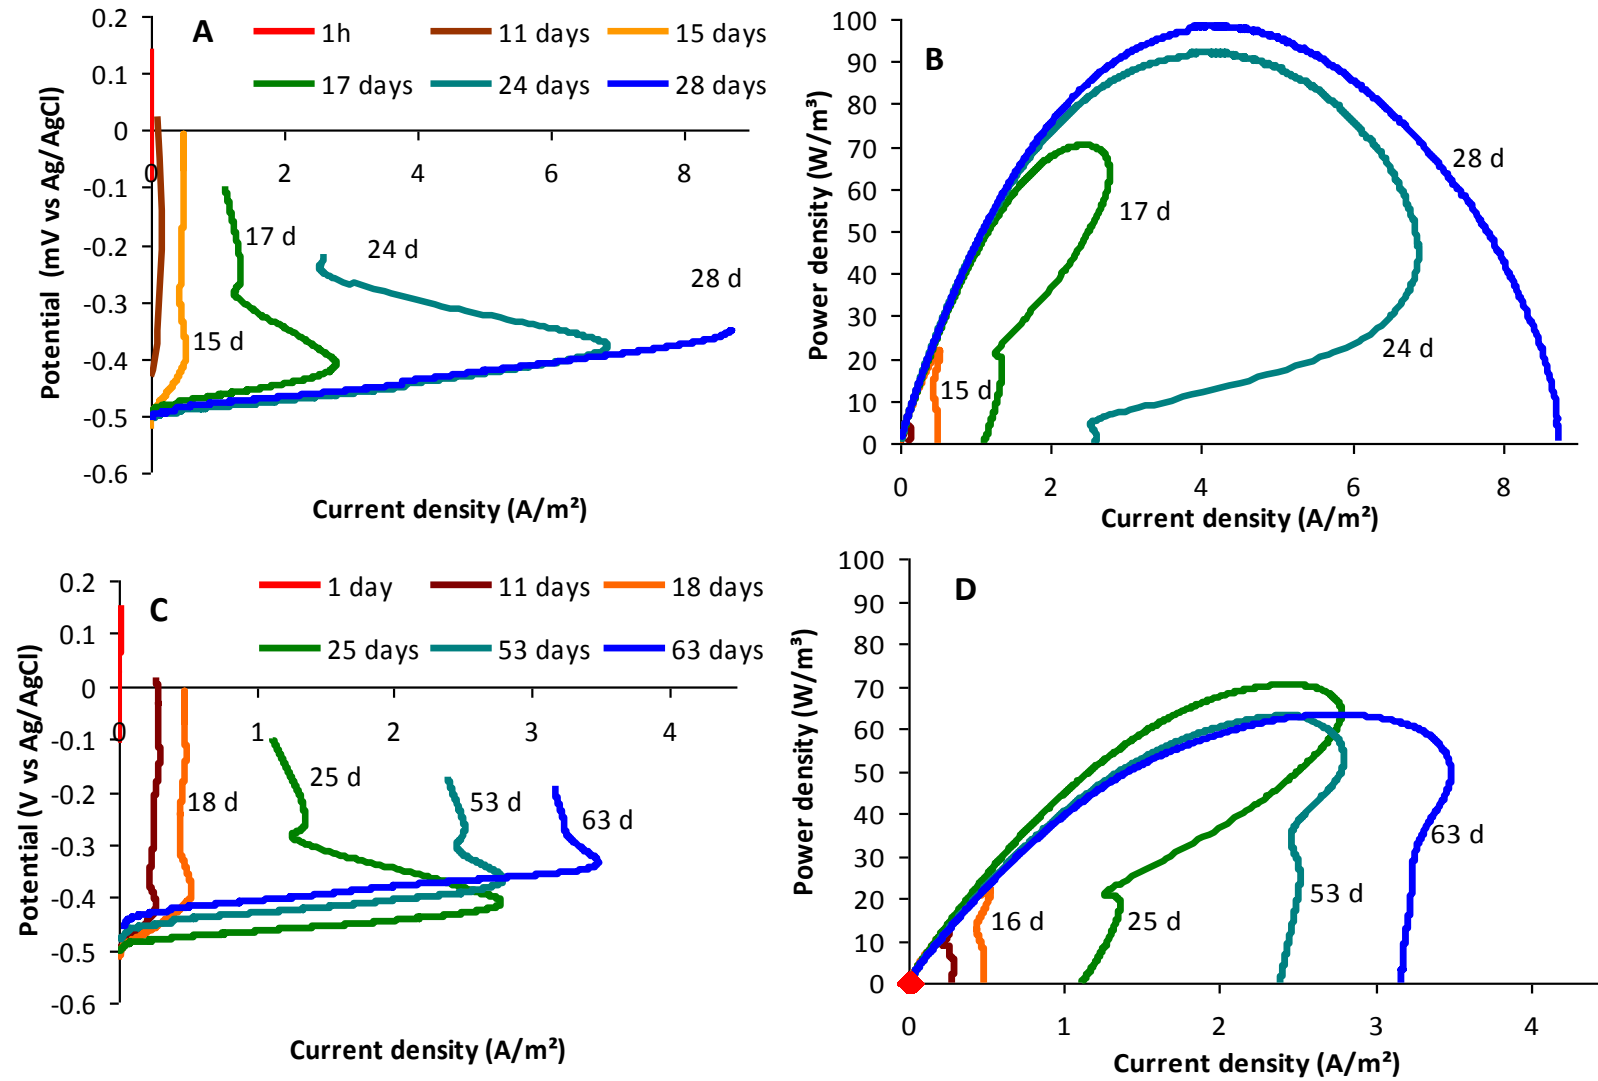 A
1h
11 days
15 days
17 days
24 days
28 days
0.2
0.1
0
-0.1
-0.2
-0.3
-0.4
-0.5
-0.6
0
2
4
6
8
17 d
24 d
28 d
15 d
Potential (mV vs Ag/AgCl)
Current density (A/m²)
B
100
90
80
70
60
50
40
30
20
10
0
0
2
4
6
8
28 d
17 d
24 d
15 d
Power density (W/m³)
Current density (A/m²)
C
1 day
11 days
18 days
25 days
53 days
63 days
0.2
0.1
0
-0.1
-0.2
-0.3
-0.4
-0.5
-0.6
0
1
2
3
4
25 d
18 d
53 d
63 d
Potential (V vs Ag/AgCl)
Current density (A/m²)
D
100
90
80
70
60
50
40
30
20
10
0
0
1
2
3
4
63 d
53 d
16 d
25 d
Power density (W/m³)
Current density (A/m²)